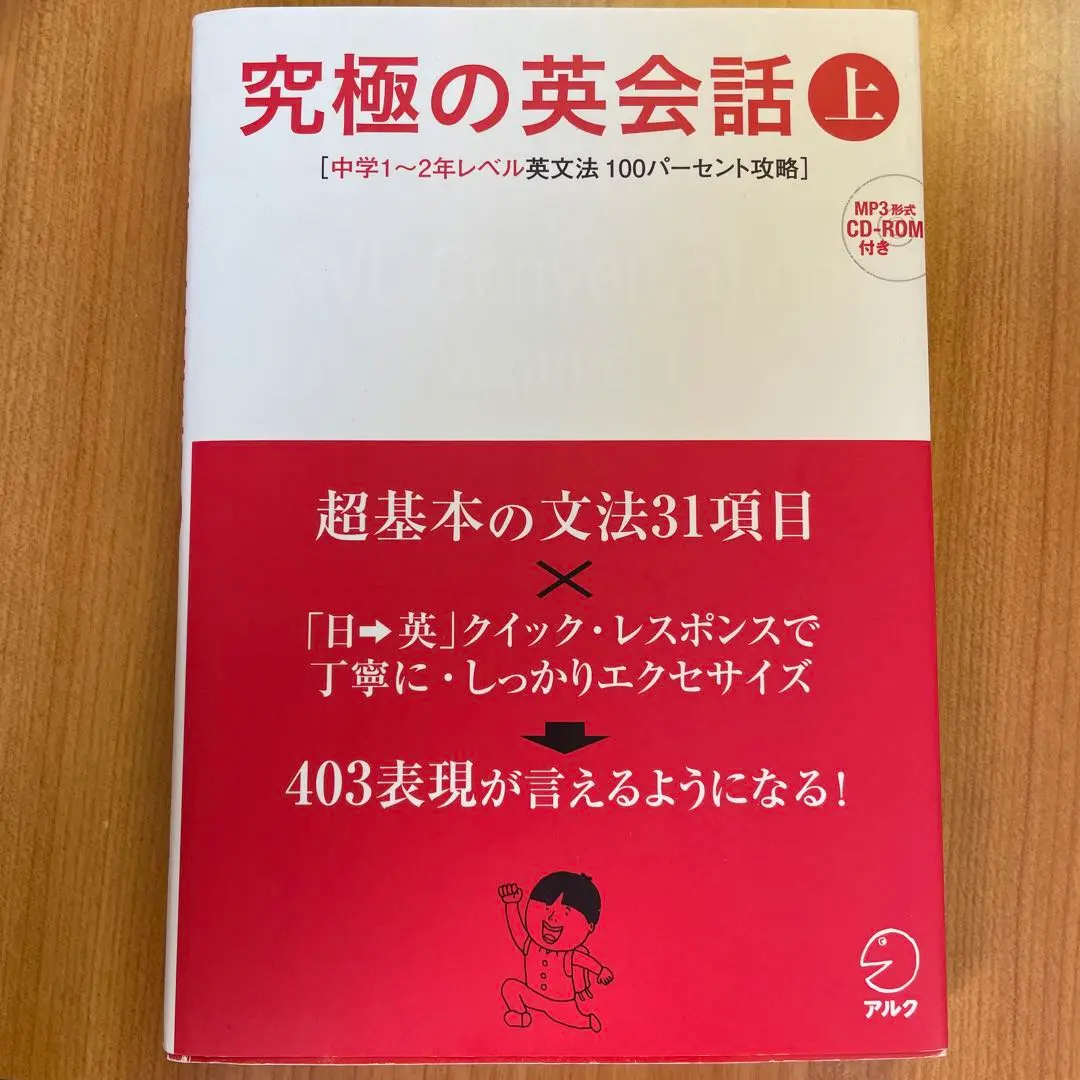 究極の英会話 上
[中学1～2年レベル英文法 100パーセント攻略]
MP3形式
CD-ROM
付き
超基本の文法31項目
×
「日➡英」クイック・レスポンスで
丁寧に・しっかりエクセサイズ
403表現が言えるようになる!
アルク